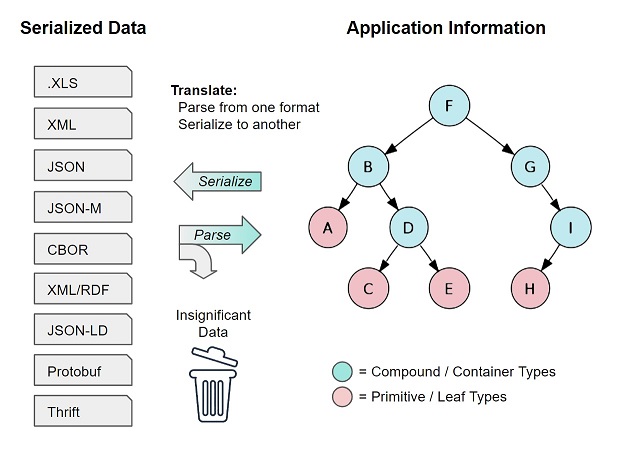 Serialized Data
Application Information
.XLS
XML
JSON
JSON-M
CBOR
XML/RDF
JSON-LD
Protobuf
Thrift
Translate:
Parse from one format
Serialize to another
Serialize
Parse
Insignificant
Data
F
B
G
A
D
I
C
E
H
= Compound / Container Types
= Primitive / Leaf Types